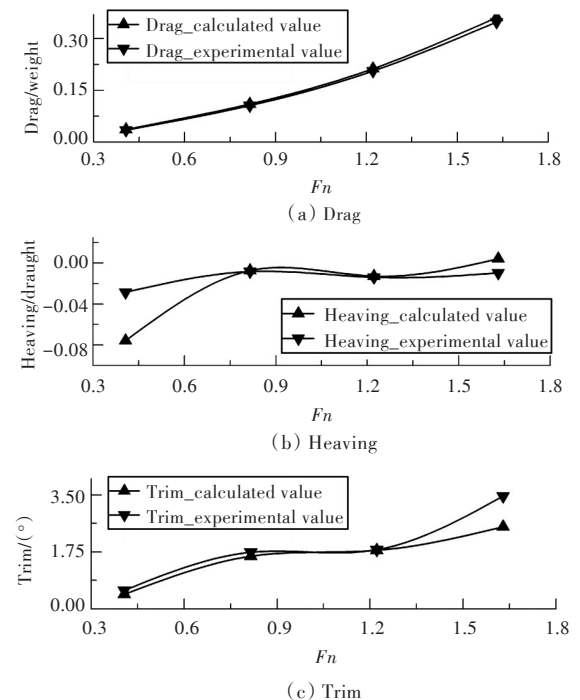 Drag_calculated value
Drag_experimental value
Drag/weight
0.30
0.15
0.00
0.3 0.6 0.9 1.2 1.5 1.8
Fn
(a) Drag
Heaving/draught
0.00
-0.04
-0.08
Heaving_calculated value
Heaving_experimental value
0.3 0.6 0.9 1.2 1.5 1.8
Fn
(b) Heaving
Trim/(°)
3.50
1.75
0.00
Trim_calculated value
Trim_experimental value
0.3 0.6 0.9 1.2 1.5 1.8
Fn
(c) Trim